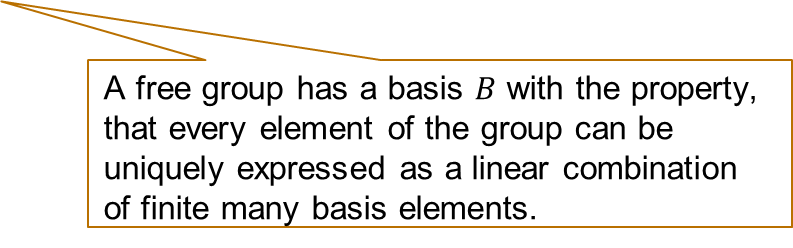 A free group has a basis B with the property,
that every element of the group can be
uniquely expressed as a linear combination
of finite many basis elements.